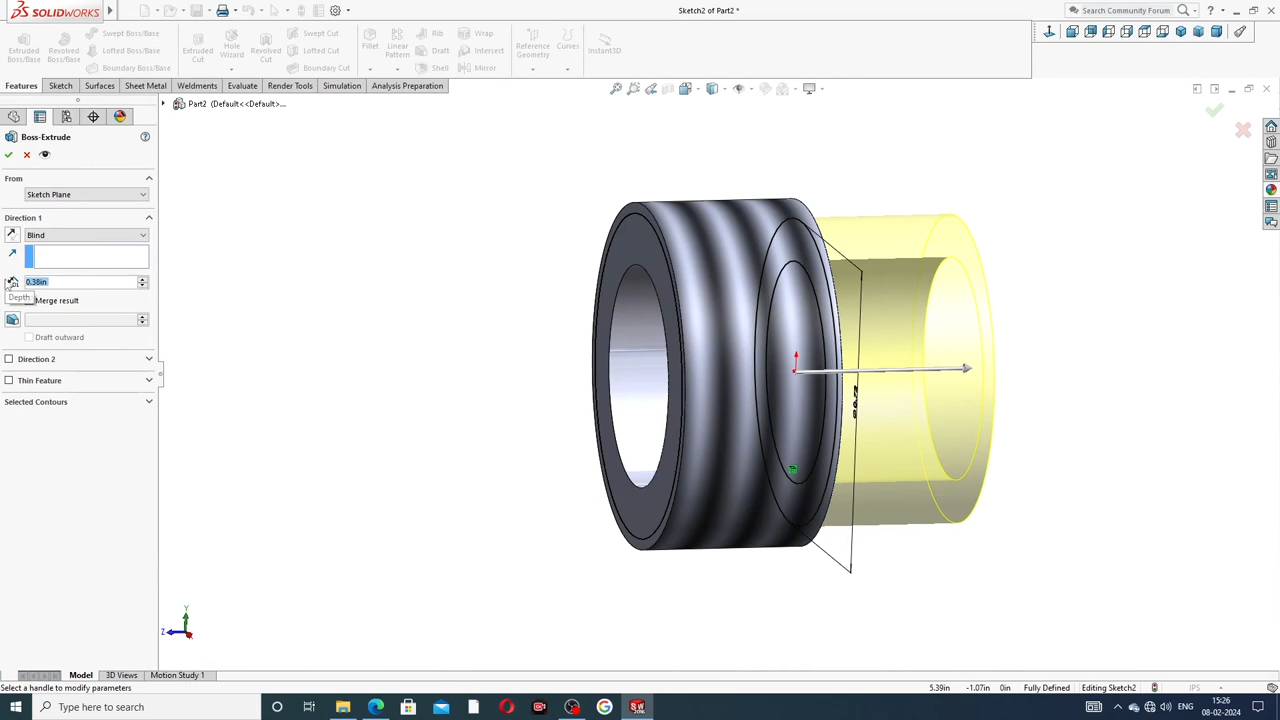 SOLIDWORKS
Sketch2 of Part2 *
Search Community Forum
Extruded Boss/Base
Revolved Boss/Base
Swept Boss/Base
Lofted Boss/Base
Boundary Boss/Base
Extruded Cut
Hole Wizard
Revolved Cut
Swept Cut
Lofted Cut
Boundary Cut
Fillet
Linear Pattern
Rib
Draft
Shell
Wrap
Intersect
Mirror
Reference Geometry
Curves
Instant3D
Features Sketch Surfaces Sheet Metal Weldments Evaluate Render Tools Simulation Analysis Preparation
Part2 (Default<<Default>...
Boss-Extrude
From
Sketch Plane
Direction 1
Blind
0.38in
Depth
Merge result
Draft outward
Direction 2
Thin Feature
Selected Contours
Y
Z
Model 3D Views Motion Study 1
Select a handle to modify parameters
5.39in -1.07in 0in Fully Defined Editing Sketch2 IPS
Type here to search
ENG
15:26
08-02-2024